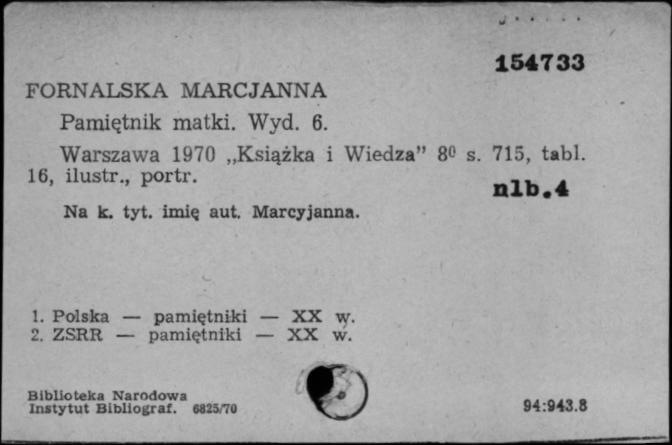 154733
FORNALSKA MARCJANNA
Pamiętnik matki. Wyd. 6.
Warszawa 1970 „Książka i Wiedza” 8⁰ s. 715, tabl.
16, ilustr., portr.
nlb.4
Na k. tyt. imię aut. Marcyjanna.
1. Polska — pamiętniki — XX w.
2. ZSRR — pamiętniki — XX w.
Biblioteka Narodowa
Instytut Bibliograf. 6825/70
94:943.8